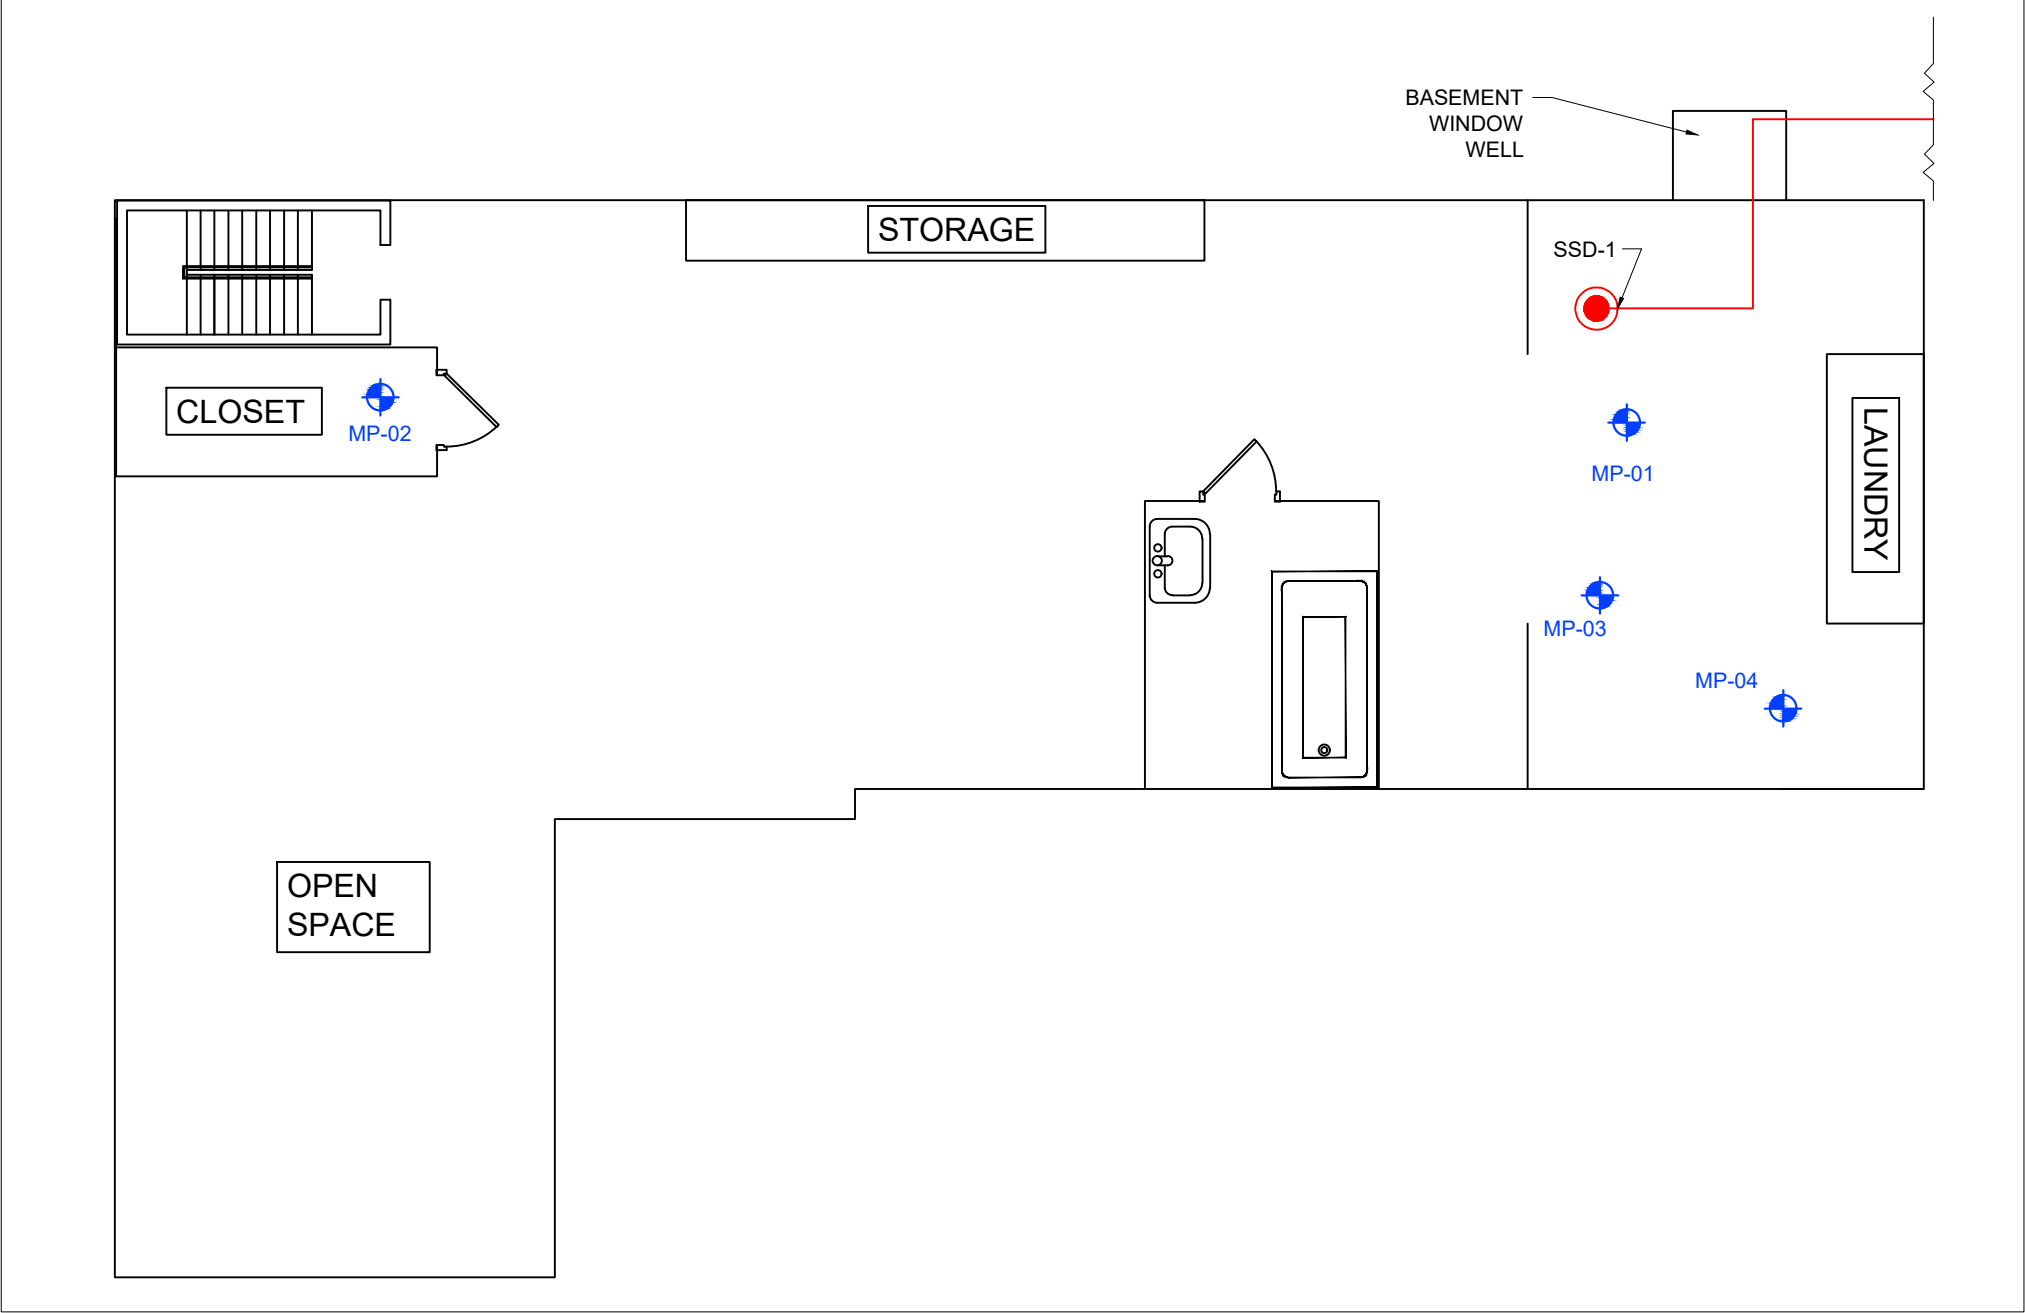 BASEMENT
WINDOW
WELL
STORAGE
SSD-1
CLOSET
MP-02
MP-01
LAUNDRY
MP-03
MP-04
OPEN
SPACE